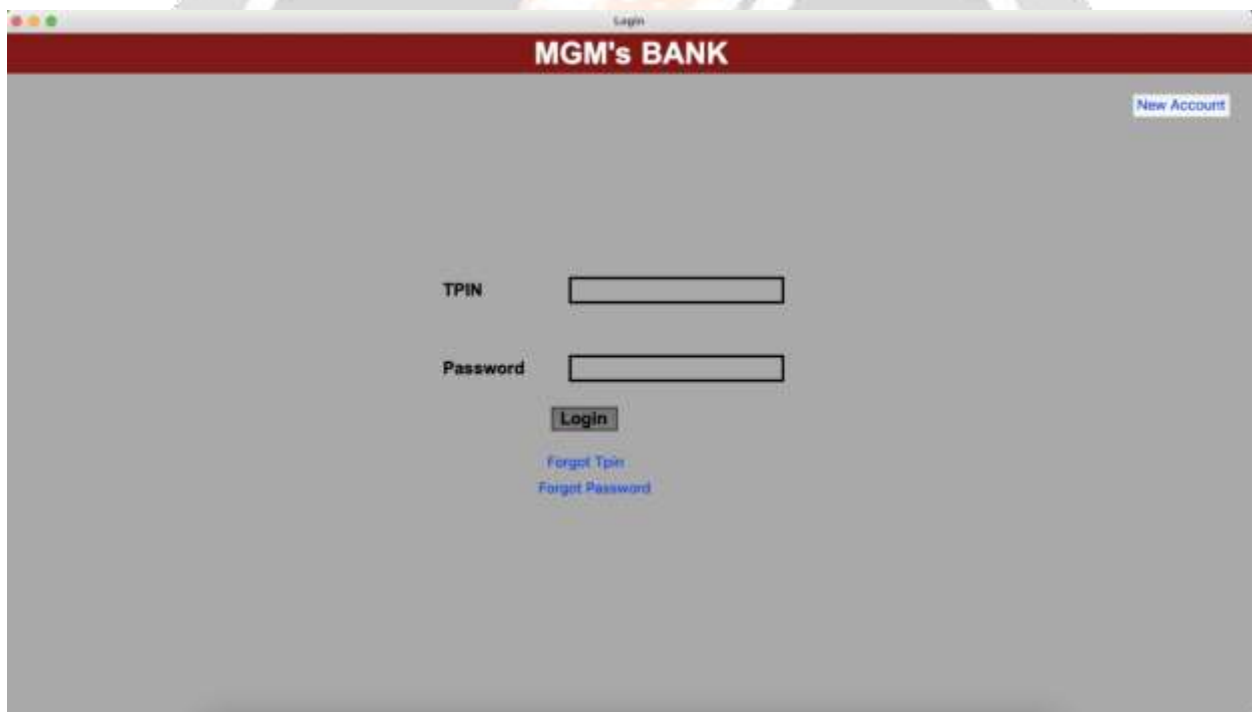 Login
MGM's BANK
New Account
TPIN
Password
Login
Forgot Tpin
Forgot Password